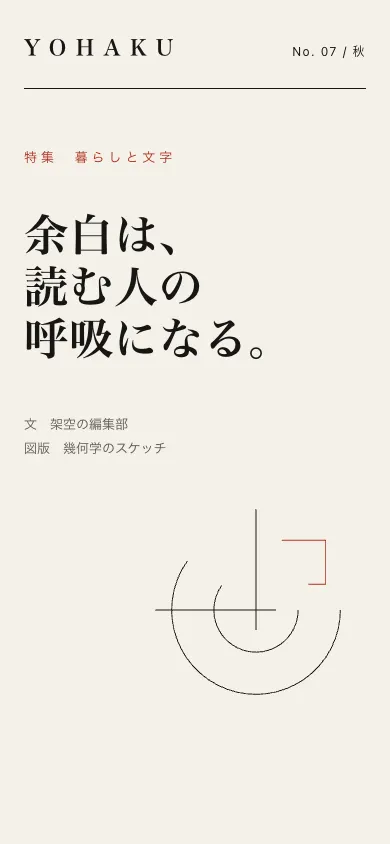 YOHAKU
No. 07 / 秋
特集　暮らしと文字
余白は、
読む人の
呼吸になる。
文　架空の編集部
図版　幾何学のスケッチ